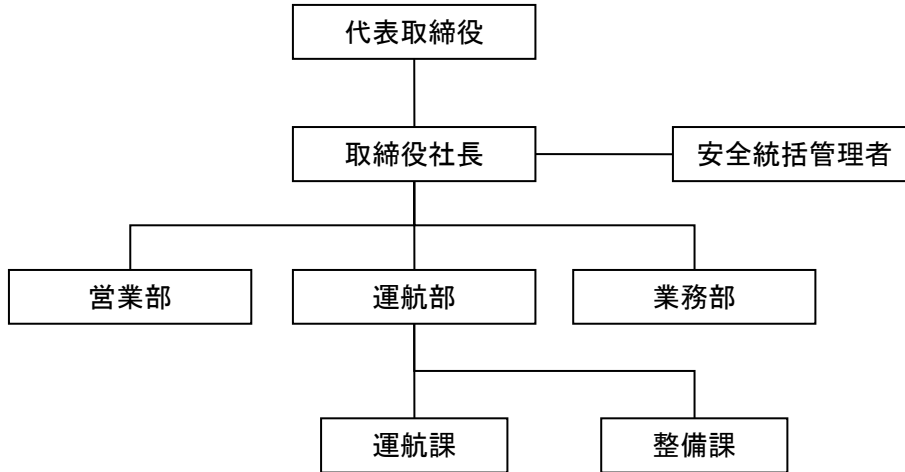 代表取締役
取締役社長
安全統括管理者
営業部
運航部
業務部
運航課
整備課